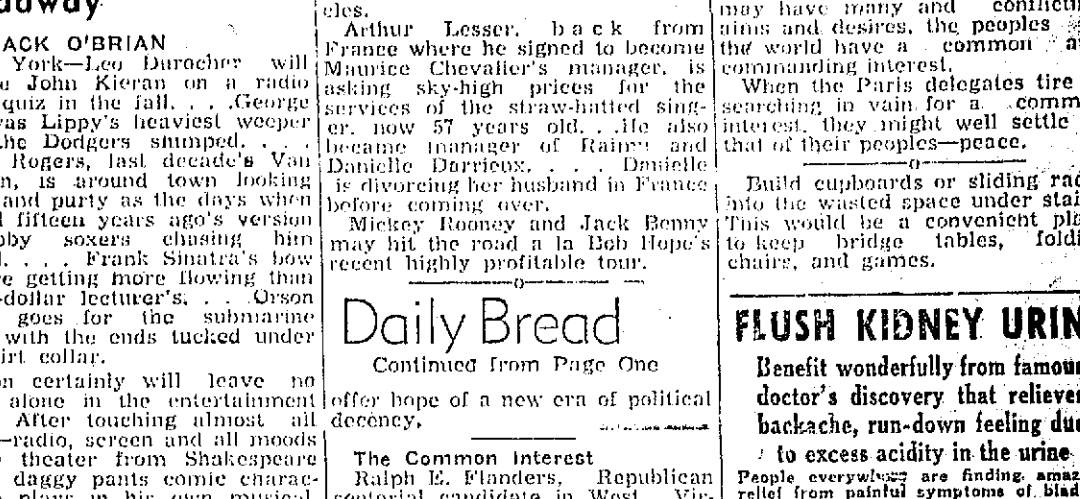 adway
ACK O'BRIAN
York—Leo Durocher will
John Kieran on a radio
quiz in the fall. . . .George
as Lippy's heaviest weeper
the Dodgers slumped. . . .
Rogers, last decade's Van
n, is around town looking
and purty as the days when
fifteen years ago's version
bby soxers chasing him
. . . . Frank Sinatra's bow
e getting more flowing than
-dollar lecturer's. . . .Orson
goes for the submarine
with the ends tucked under
irt collar.
n certainly will leave no
alone in the entertainment
After touching almost all
—radio, screen and all moods
theater from Shakespeare
daggy pants comic charac-
plays in his own musical
cles.
Arthur Lesser, back from
France where he signed to become
Maurice Chevalier's manager, is
asking sky-high prices for the
services of the straw-hatted sing-
er, now 57 years old. . .He also
became manager of Raimu and
Danielle Darrieux. . . . Danielle
is divorcing her husband in France
before coming over.
Mickey Rooney and Jack Benny
may hit the road a la Bob Hope's
recent highly profitable tour.
Daily Bread
Continued from Page One
offer hope of a new era of political
decency.
The Common Interest
Ralph E. Flanders, Republican
senatorial candidate in West Vir-
may have many and conflicti
aims and desires, the peoples
the world have a common a
commanding interest.
When the Paris delegates tire
searching in vain for a comm
interest, they might well settle
that of their peoples—peace.
Build cupboards or sliding rac
into the wasted space under stai
This would be a convenient pla
to keep bridge tables, foldi
chairs, and games.
FLUSH KIDNEY URIN
Benefit wonderfully from famou
doctor's discovery that relieve
backache, run-down feeling due
to excess acidity in the urine
People everywhere are finding amaz
relief from painful symptoms of blad